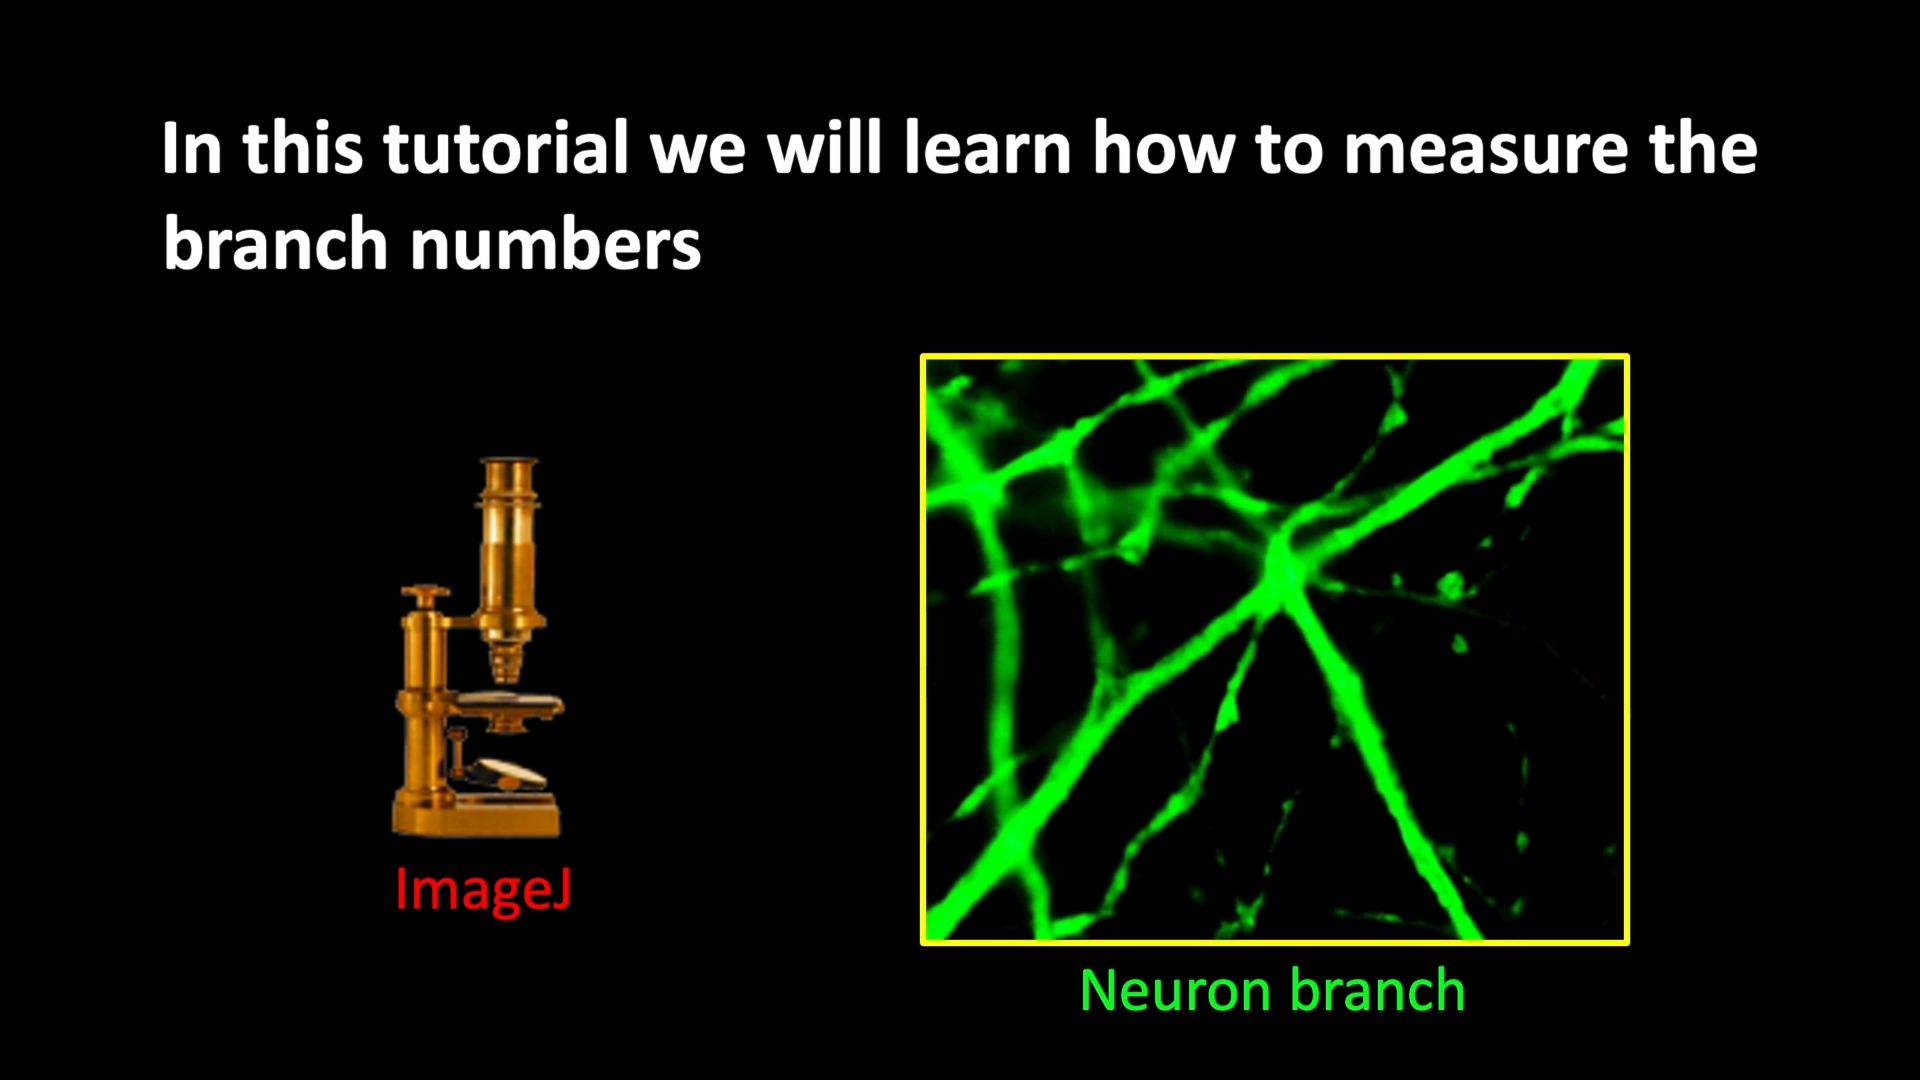 In this tutorial we will learn how to measure the
branch numbers
ImageJ
Neuron branch